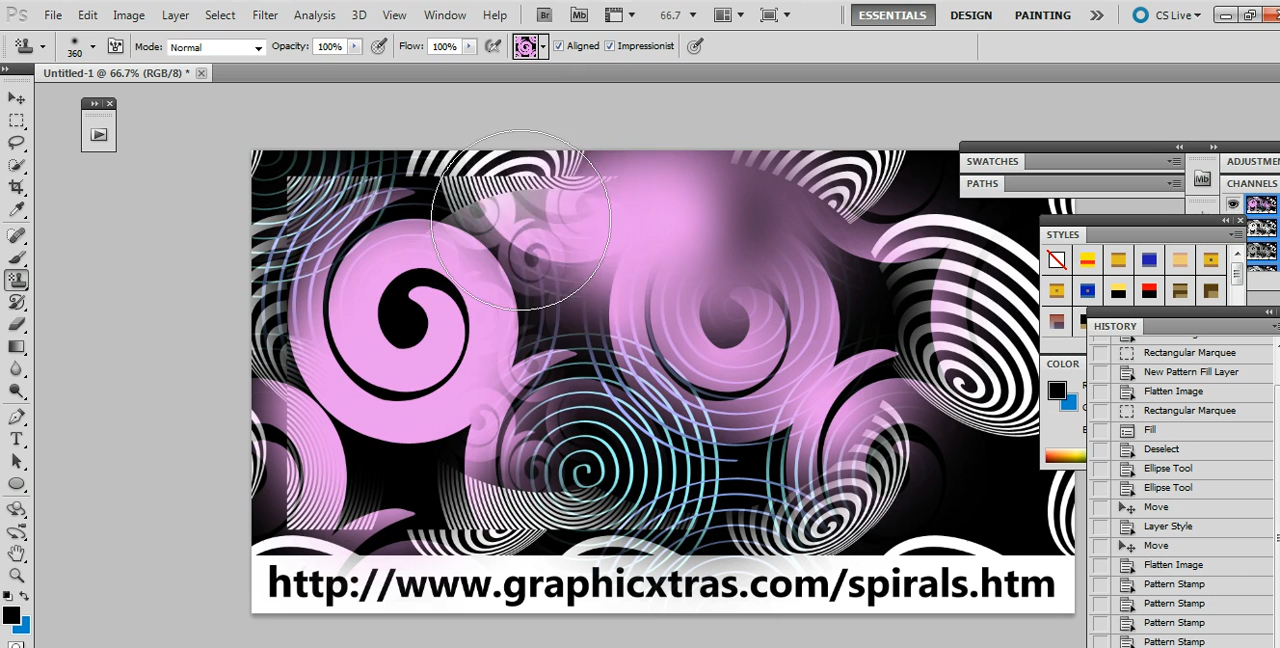 Ps File Edit Image Layer Select Filter Analysis 3D View Window Help Br Mb 66.7 ESSENTIALS DESIGN PAINTING CS Live
360 Mode: Normal Opacity: 100% Flow: 100% Aligned Impressionist
Untitled-1 @ 66.7% (RGB/8) *
SWATCHES
PATHS
Mb
ADJUSTME
CHANNELS
STYLES
COLOR
HISTORY
Rectangular Marquee
New Pattern Fill Layer
Flatten Image
Rectangular Marquee
Fill
Deselect
Ellipse Tool
Ellipse Tool
Move
Layer Style
Move
Flatten Image
Pattern Stamp
Pattern Stamp
Pattern Stamp
Pattern Stamp
http://www.graphicxtras.com/spirals.htm